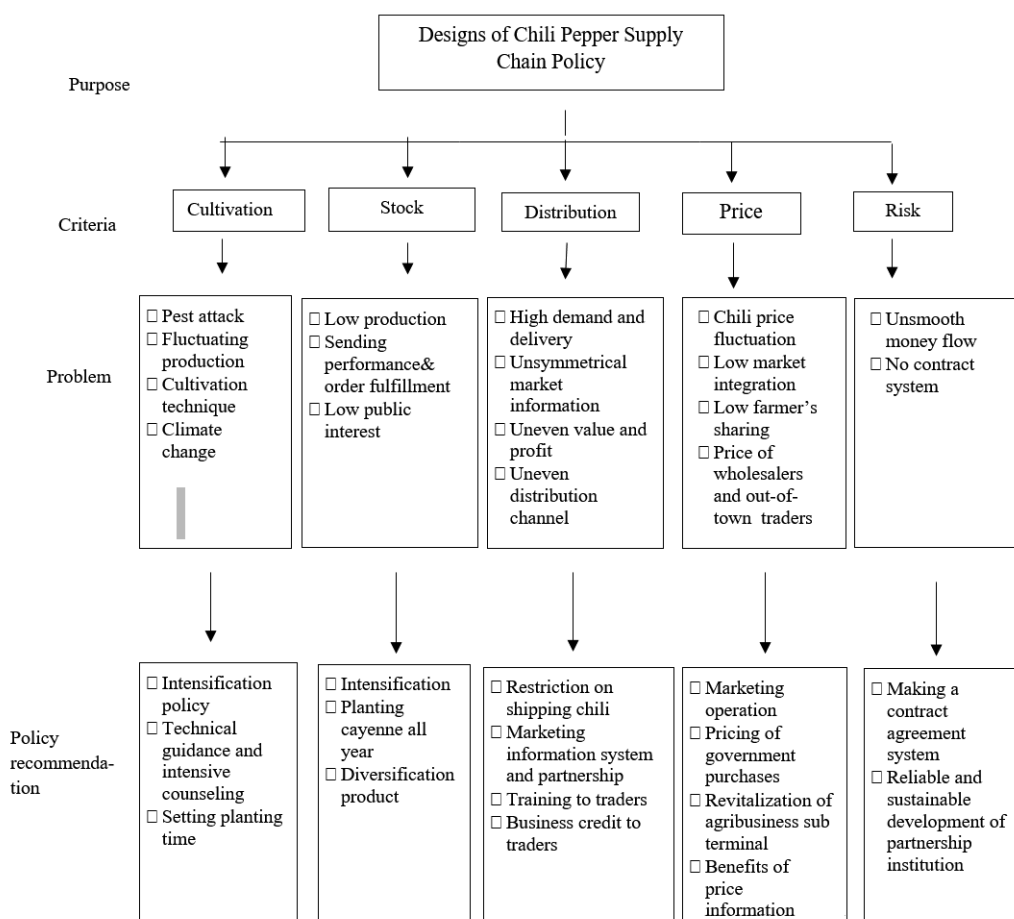 Designs of Chili Pepper Supply
Chain Policy
Purpose
Criteria
Cultivation
Stock
Distribution
Price
Risk
Problem
□ Pest attack
□ Fluctuating
production
□ Cultivation
technique
□ Climate
change
□ Low production
□ Sending
performance&
order fulfillment
□ Low public
interest
□ High demand and
delivery
□ Unsymmetrical
market
information
□ Uneven value and
profit
□ Uneven
distribution
channel
□ Chili price
fluctuation
□ Low market
integration
□ Low farmer’s
sharing
□ Price of
wholesalers
and out-of-
town traders
□ Unsmooth
money flow
□ No contract
system
Policy
recommenda-
tion
□ Intensification
policy
□ Technical
guidance and
intensive
counseling
□ Setting planting
time
□ Intensification
□ Planting
cayenne all
year
□ Diversification
product
□ Restriction on
shipping chili
□ Marketing
information system
and partnership
□ Training to traders
□ Business credit to
traders
□ Marketing
operation
□ Pricing of
government
purchases
□ Revitalization of
agribusiness sub
terminal
□ Benefits of
price
information
□ Making a
contract
agreement
system
□ Reliable and
sustainable
development of
partnership
institution